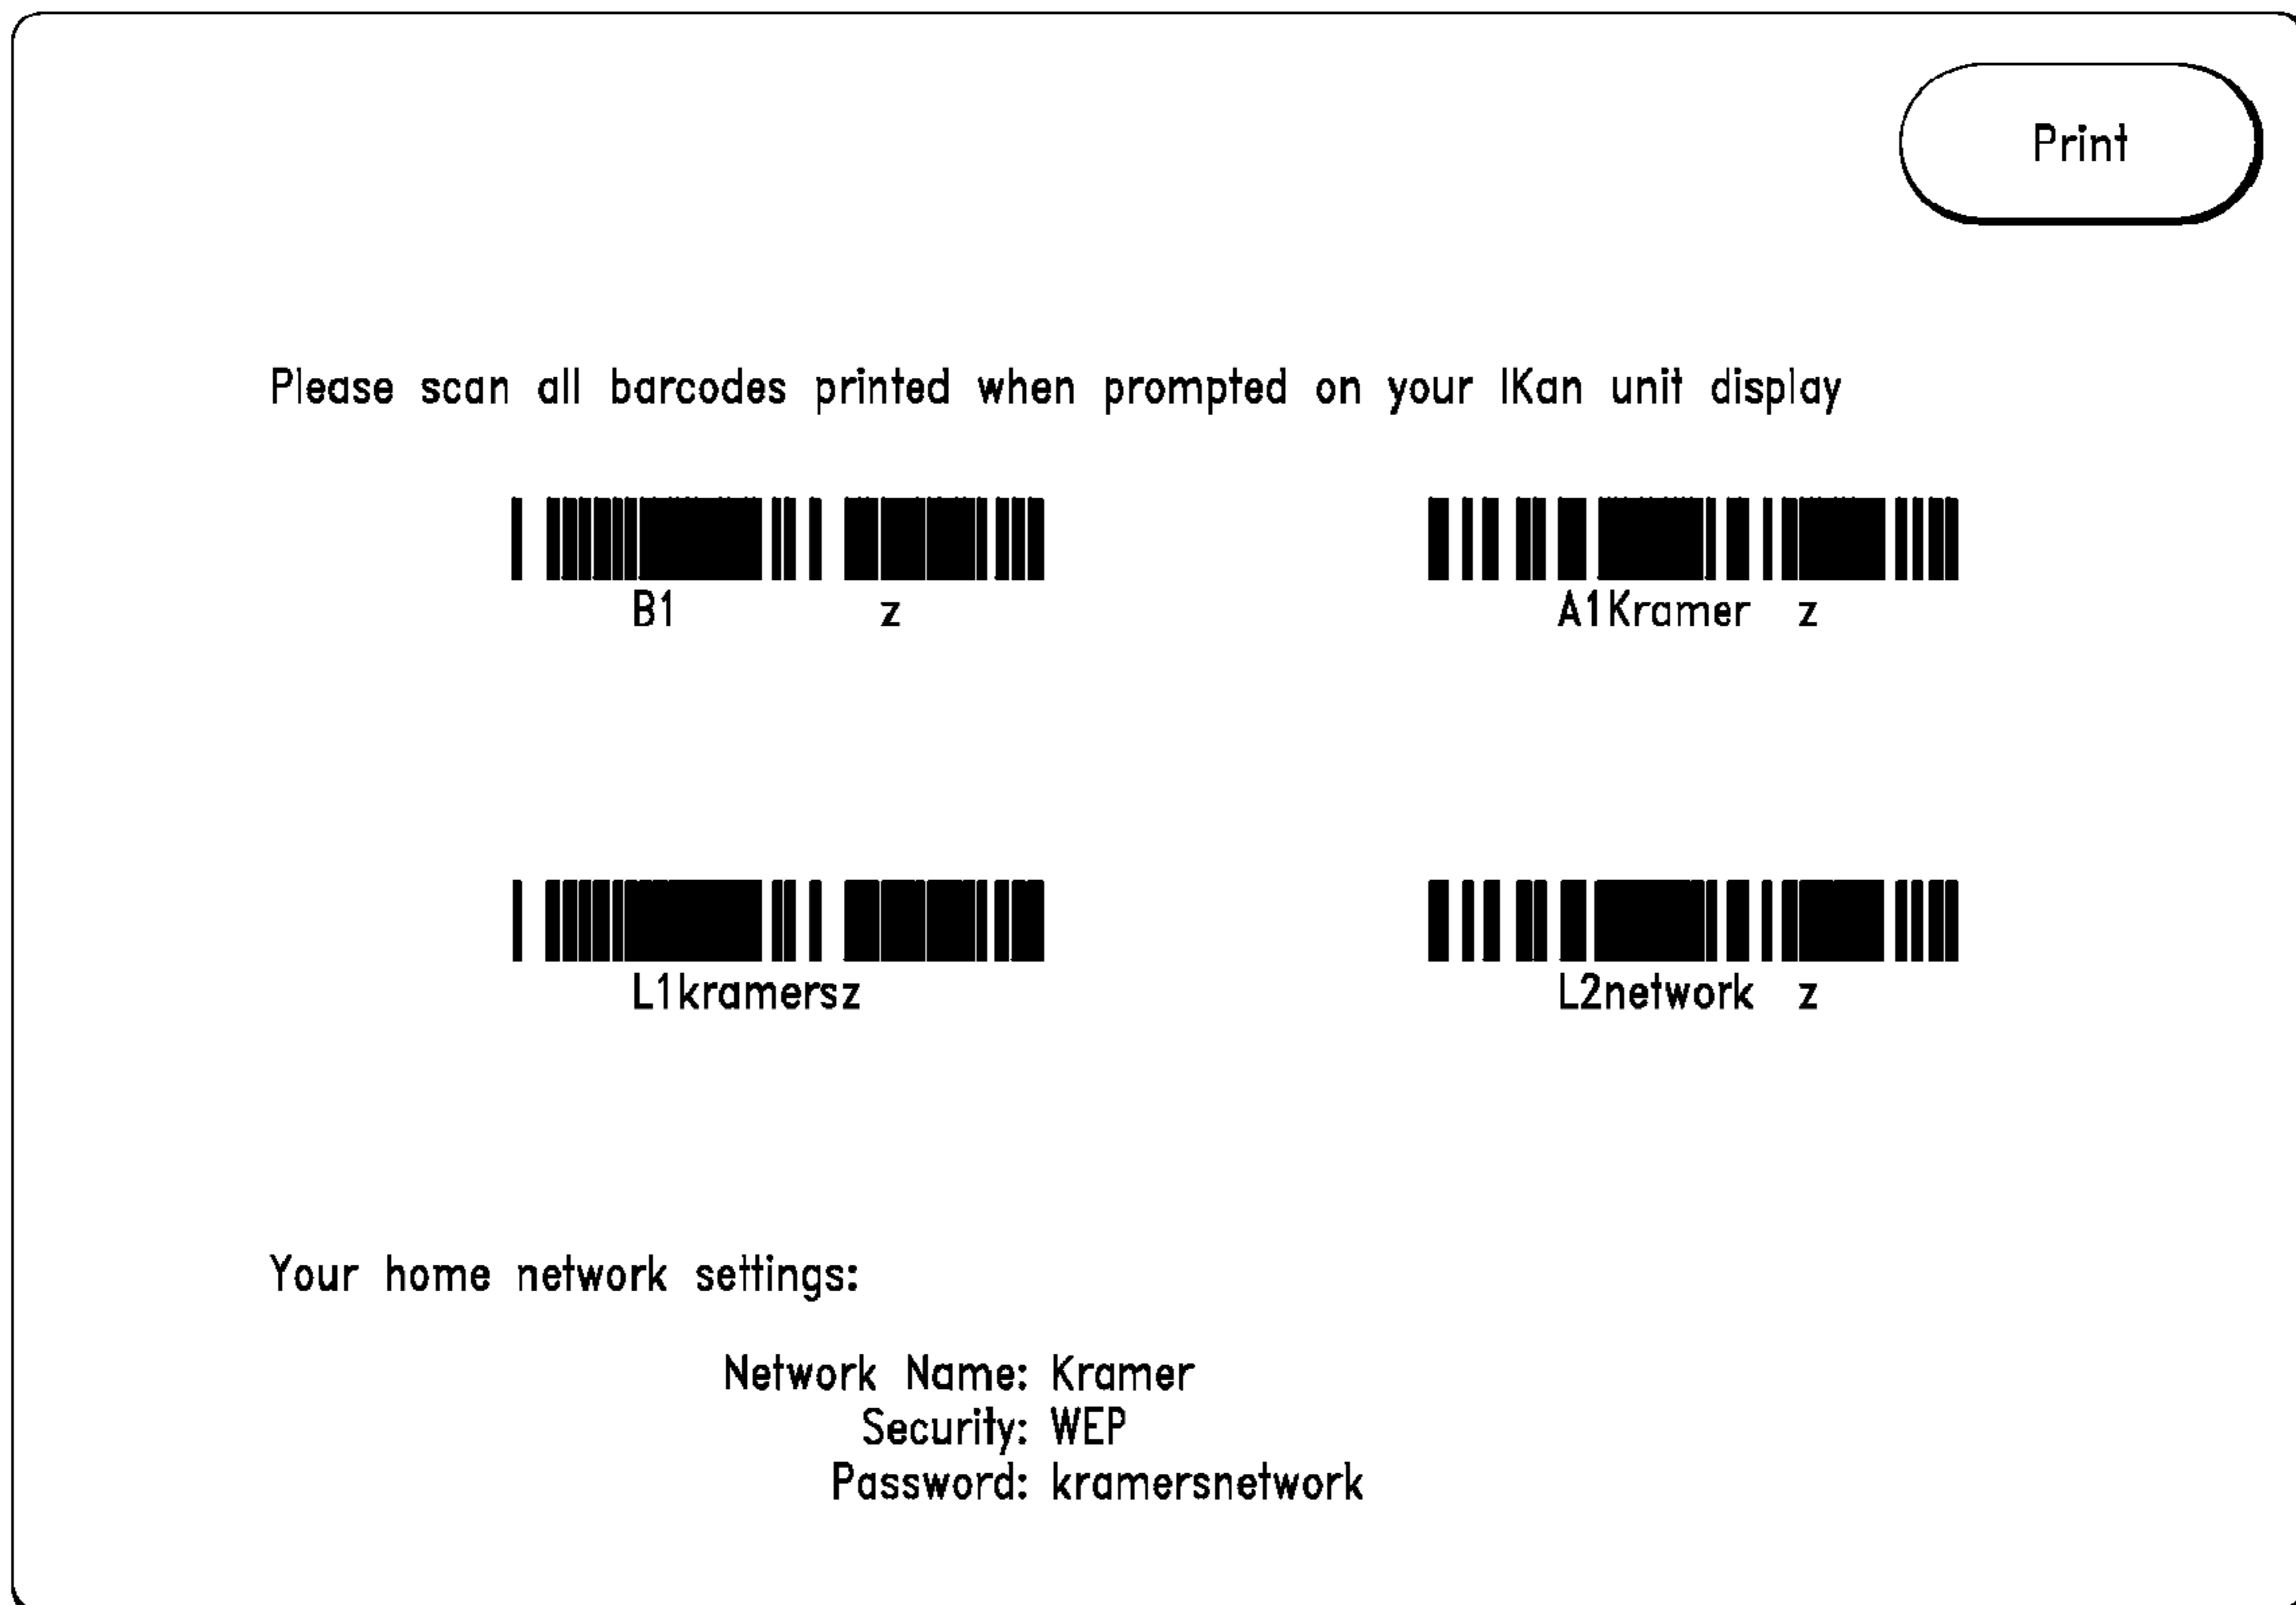 Print
Please scan all barcodes printed when prompted on your IKan unit display
B1 z
A1Kramer z
L1kramersz
L2network z
Your home network settings:
Network Name: Kramer
Security: WEP
Password: kramersnetwork